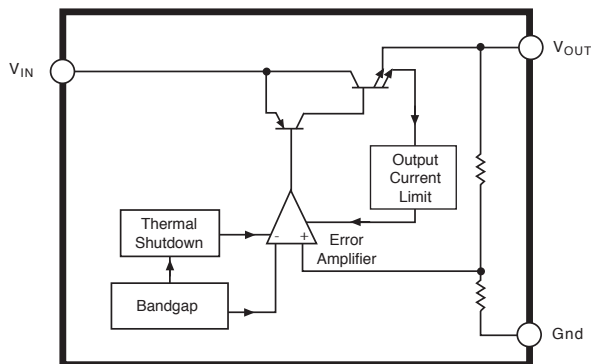 VIN
VOUT
Output
Current
Limit
Thermal
Shutdown
- +
Error
Amplifier
Bandgap
Gnd